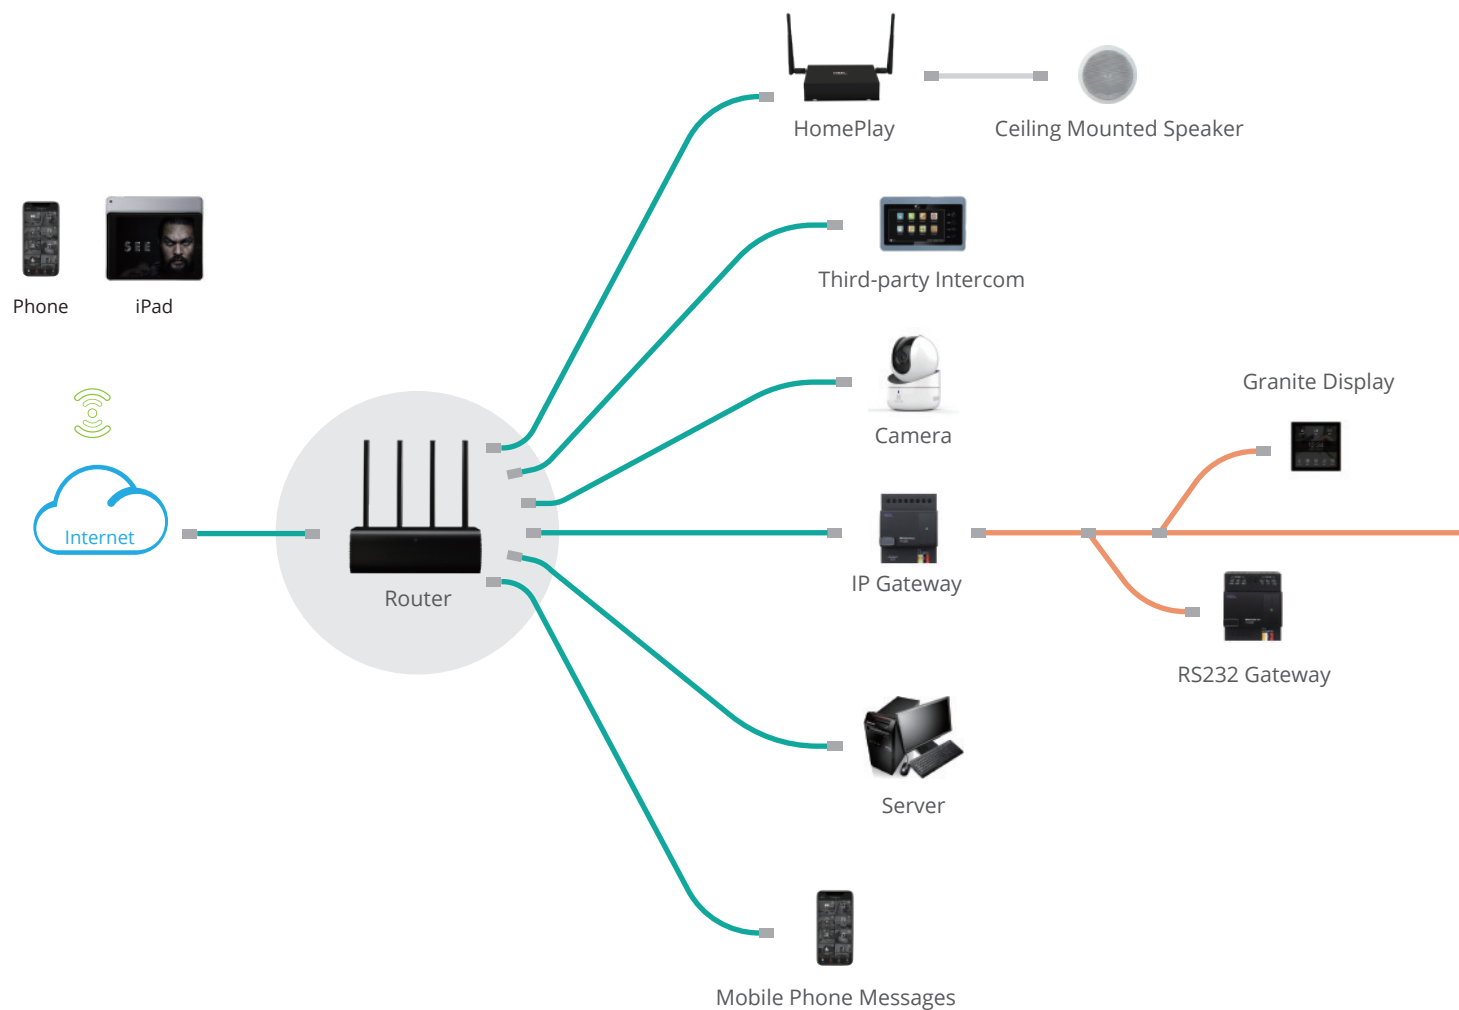 HomePlay
Ceiling Mounted Speaker
Third-party Intercom
Phone
iPad
SEE
Granite Display
Camera
Internet
IP Gateway
Router
RS232 Gateway
Server
Mobile Phone Messages